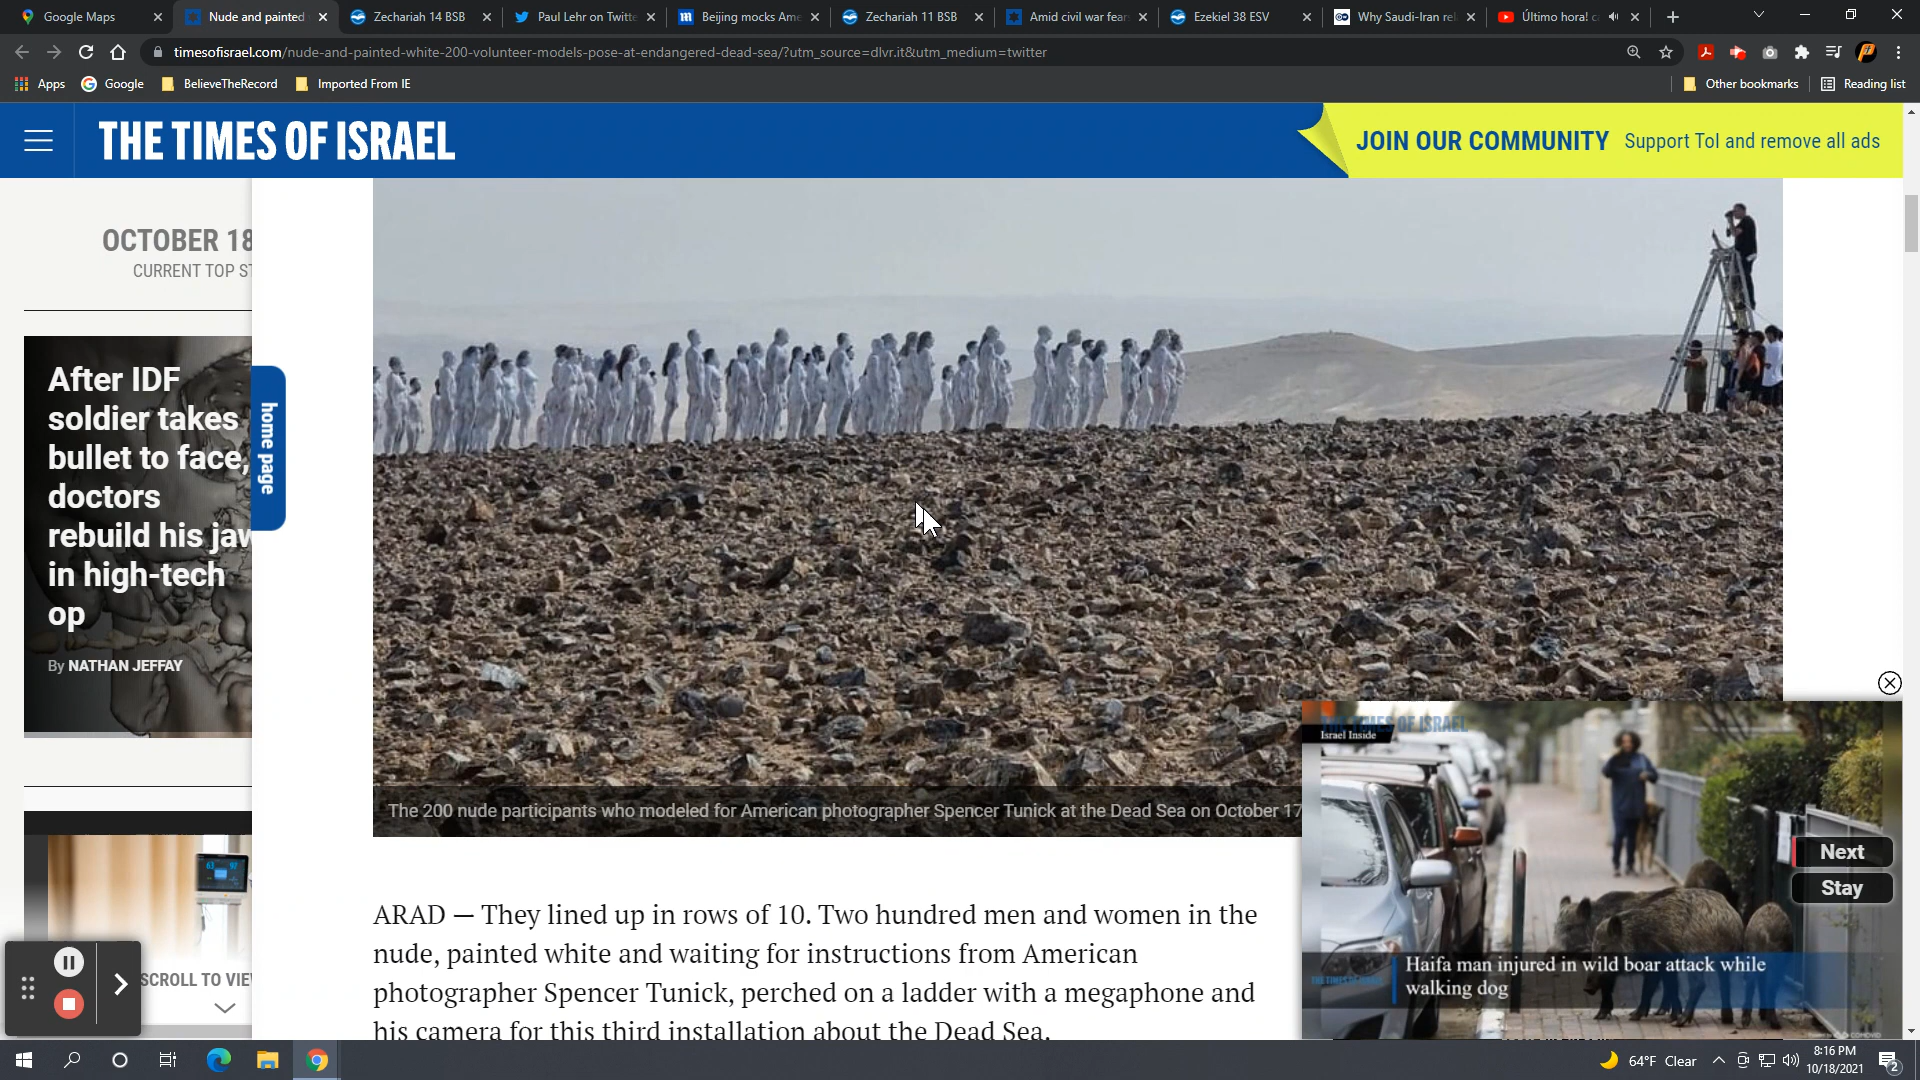 Google Maps
Nude and painted
Zechariah 14 BSB
Paul Lehr on Twitte
Beijing mocks Ame
Zechariah 11 BSB
Amid civil war fear
Ezekiel 38 ESV
Why Saudi-Iran rel
Último hora! c
timesofisrael.com/nude-and-painted-white-200-volunteer-models-pose-at-endangered-dead-sea/?utm_source=dlvr.it&utm_medium=twitter
Apps
Google
BelieveTheRecord
Imported From IE
Other bookmarks
Reading list
THE TIMES OF ISRAEL
JOIN OUR COMMUNITY Support ToI and remove all ads
OCTOBER 18
CURRENT TOP ST
After IDF
soldier takes
bullet to face,
doctors
rebuild his jaw
in high-tech
op
By NATHAN JEFFAY
home page
SCROLL TO VIE
The 200 nude participants who modeled for American photographer Spencer Tunick at the Dead Sea on October 17
ARAD — They lined up in rows of 10. Two hundred men and women in the
nude, painted white and waiting for instructions from American
photographer Spencer Tunick, perched on a ladder with a megaphone and
his camera for this third installation about the Dead Sea.
THE TIMES OF ISRAEL
Israel Inside
Next
Stay
THE TIMES OF ISRAEL
Haifa man injured in wild boar attack while
walking dog
64°F Clear
8:16 PM
10/18/2021
2